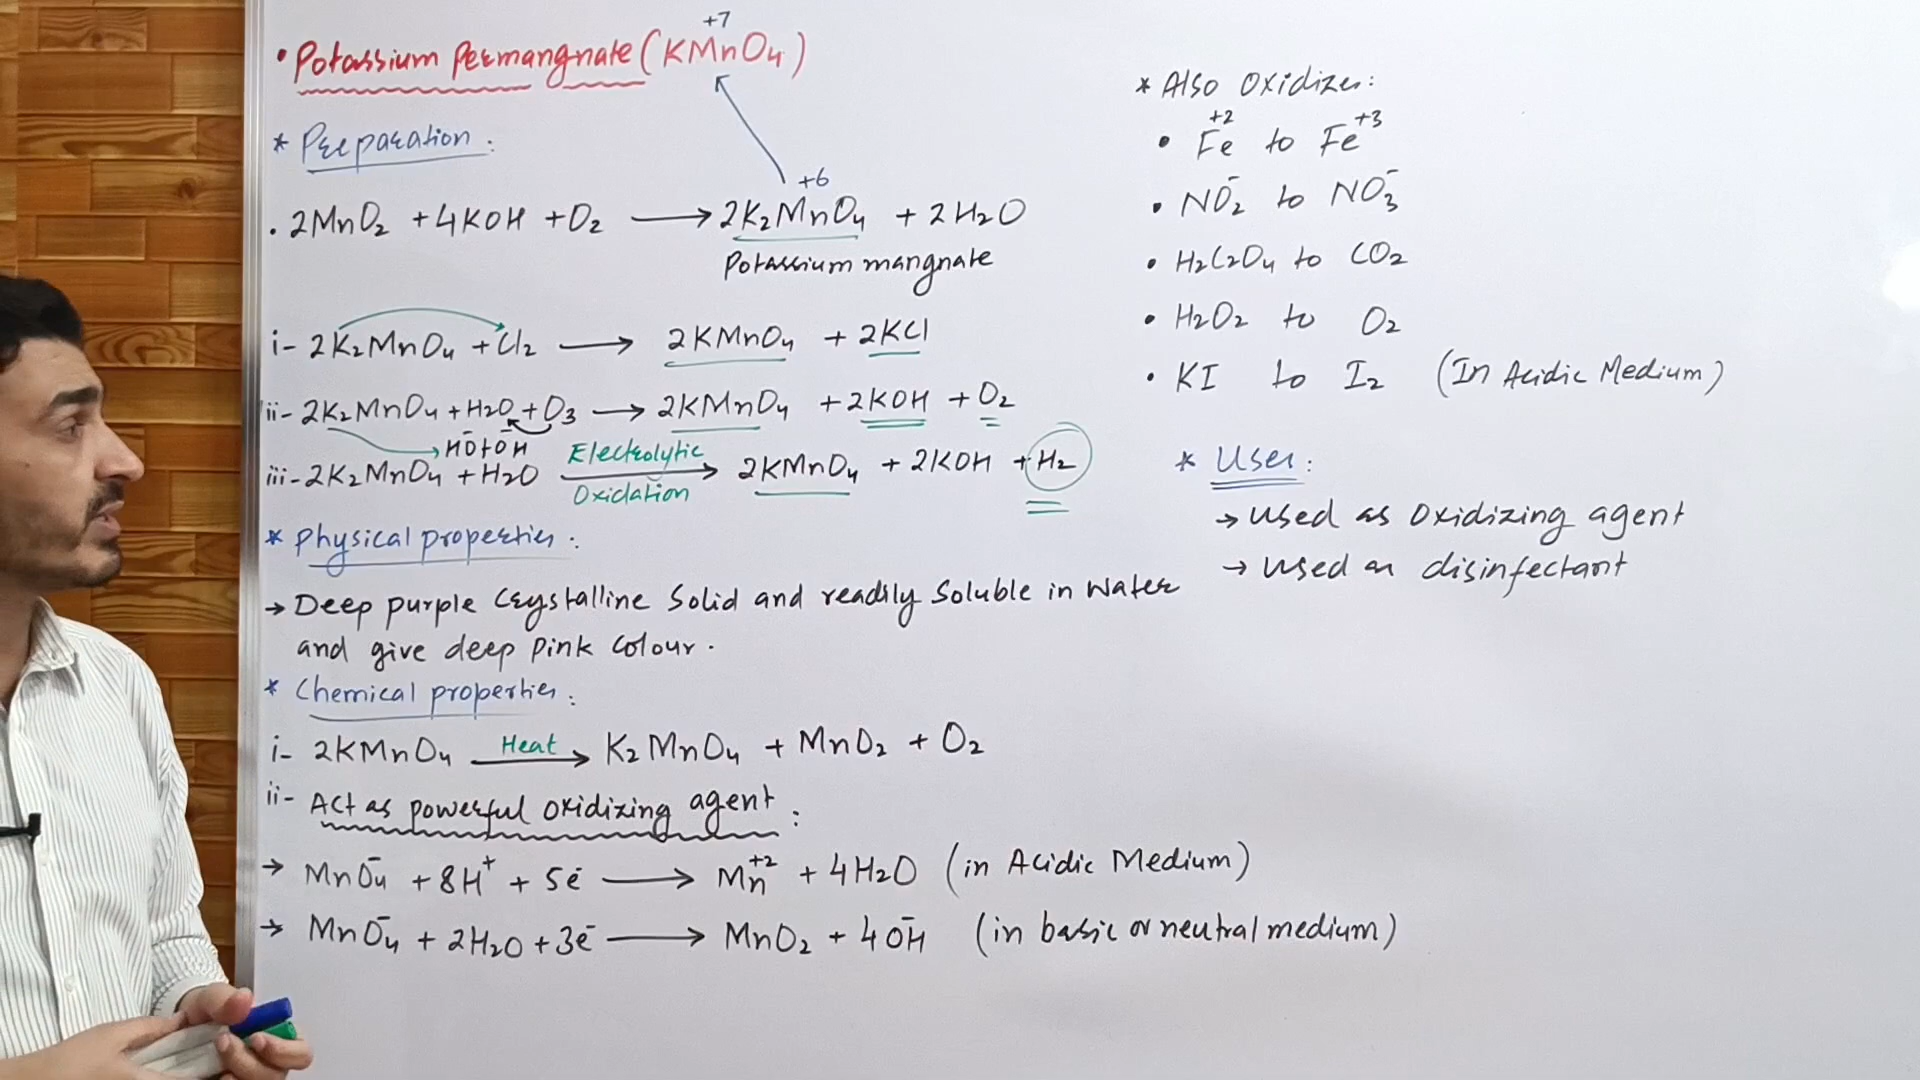 +7
• Potassium Permangnate (KMnO4)
* Preparation :
+6
• 2MnO2 + 4KOH + O2 ⟶ 2K2MnO4 + 2H2O
Potassium mangnate
i- 2K2MnO4 + Cl2 ⟶ 2KMnO4 + 2KCl
ii- 2K2MnO4 + H2O + O3 ⟶ 2KMnO4 + 2KOH + O2
HO⁻ + OH⁻
Electrolytic
iii- 2K2MnO4 + H2O ⟶ 2KMnO4 + 2KOH + H2
Oxidation
* Physical properties :
→ Deep purple crystalline Solid and readily Soluble in Water
and give deep pink colour .
* Chemical properties :
i- 2KMnO4 Heat ⟶ K2MnO4 + MnO2 + O2
ii- Act as powerful oxidizing agent :
→ MnO4⁻ + 8H⁺ + 5e⁻ ⟶ Mn+2 + 4H2O (in Acidic Medium)
→ MnO4⁻ + 2H2O + 3e⁻ ⟶ MnO2 + 4OH⁻ (in basic or neutral medium)
* Also Oxidizes :
• Fe+2 to Fe+3
• NO2⁻ to NO3⁻
• H2C2O4 to CO2
• H2O2 to O2
• KI to I2 (In Acidic Medium)
* Uses :
→ Used as Oxidizing agent
→ Used as disinfectant